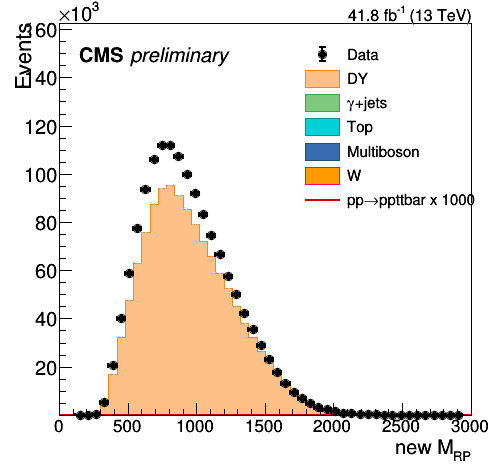 ×10³
41.8 fb⁻¹ (13 TeV)
Events
160
140
120
100
80
60
40
20
CMS preliminary
Data
DY
γ+jets
Top
Multiboson
W
pp→ppttbar x 1000
0 500 1000 1500 2000 2500 3000
new M_RP